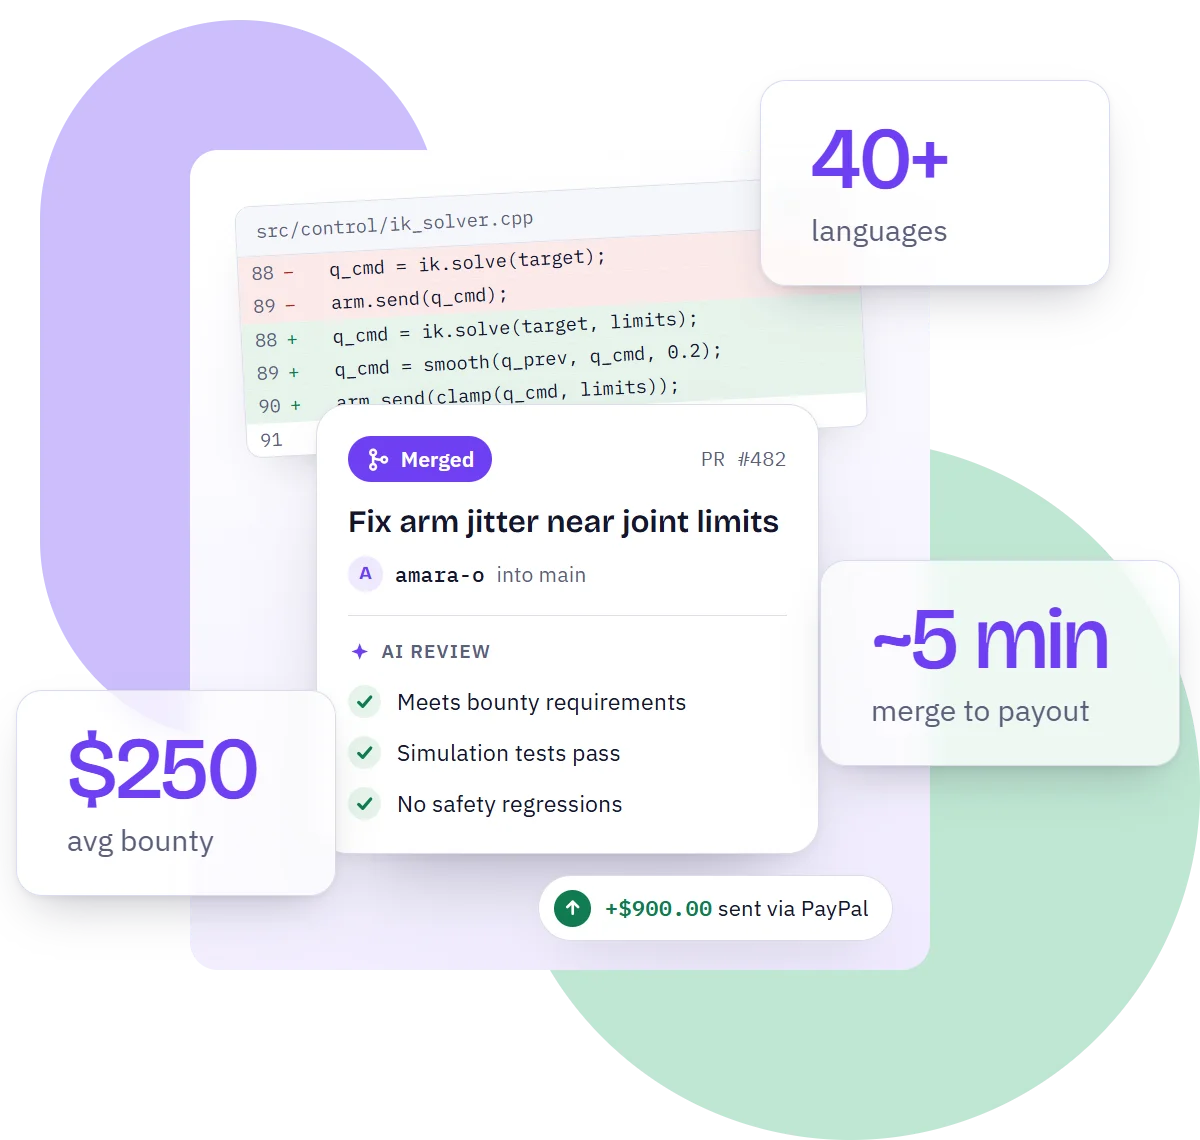 40+
languages
src/control/ik_solver.cpp
88 − q_cmd = ik.solve(target);
89 − arm.send(q_cmd);
88 + q_cmd = ik.solve(target, limits);
89 + q_cmd = smooth(q_prev, q_cmd, 0.2);
90 + arm.send(clamp(q_cmd, limits));
91
Merged PR #482
Fix arm jitter near joint limits
A amara-o into main
AI REVIEW
Meets bounty requirements
Simulation tests pass
No safety regressions
~5 min
merge to payout
$250
avg bounty
+$900.00 sent via PayPal